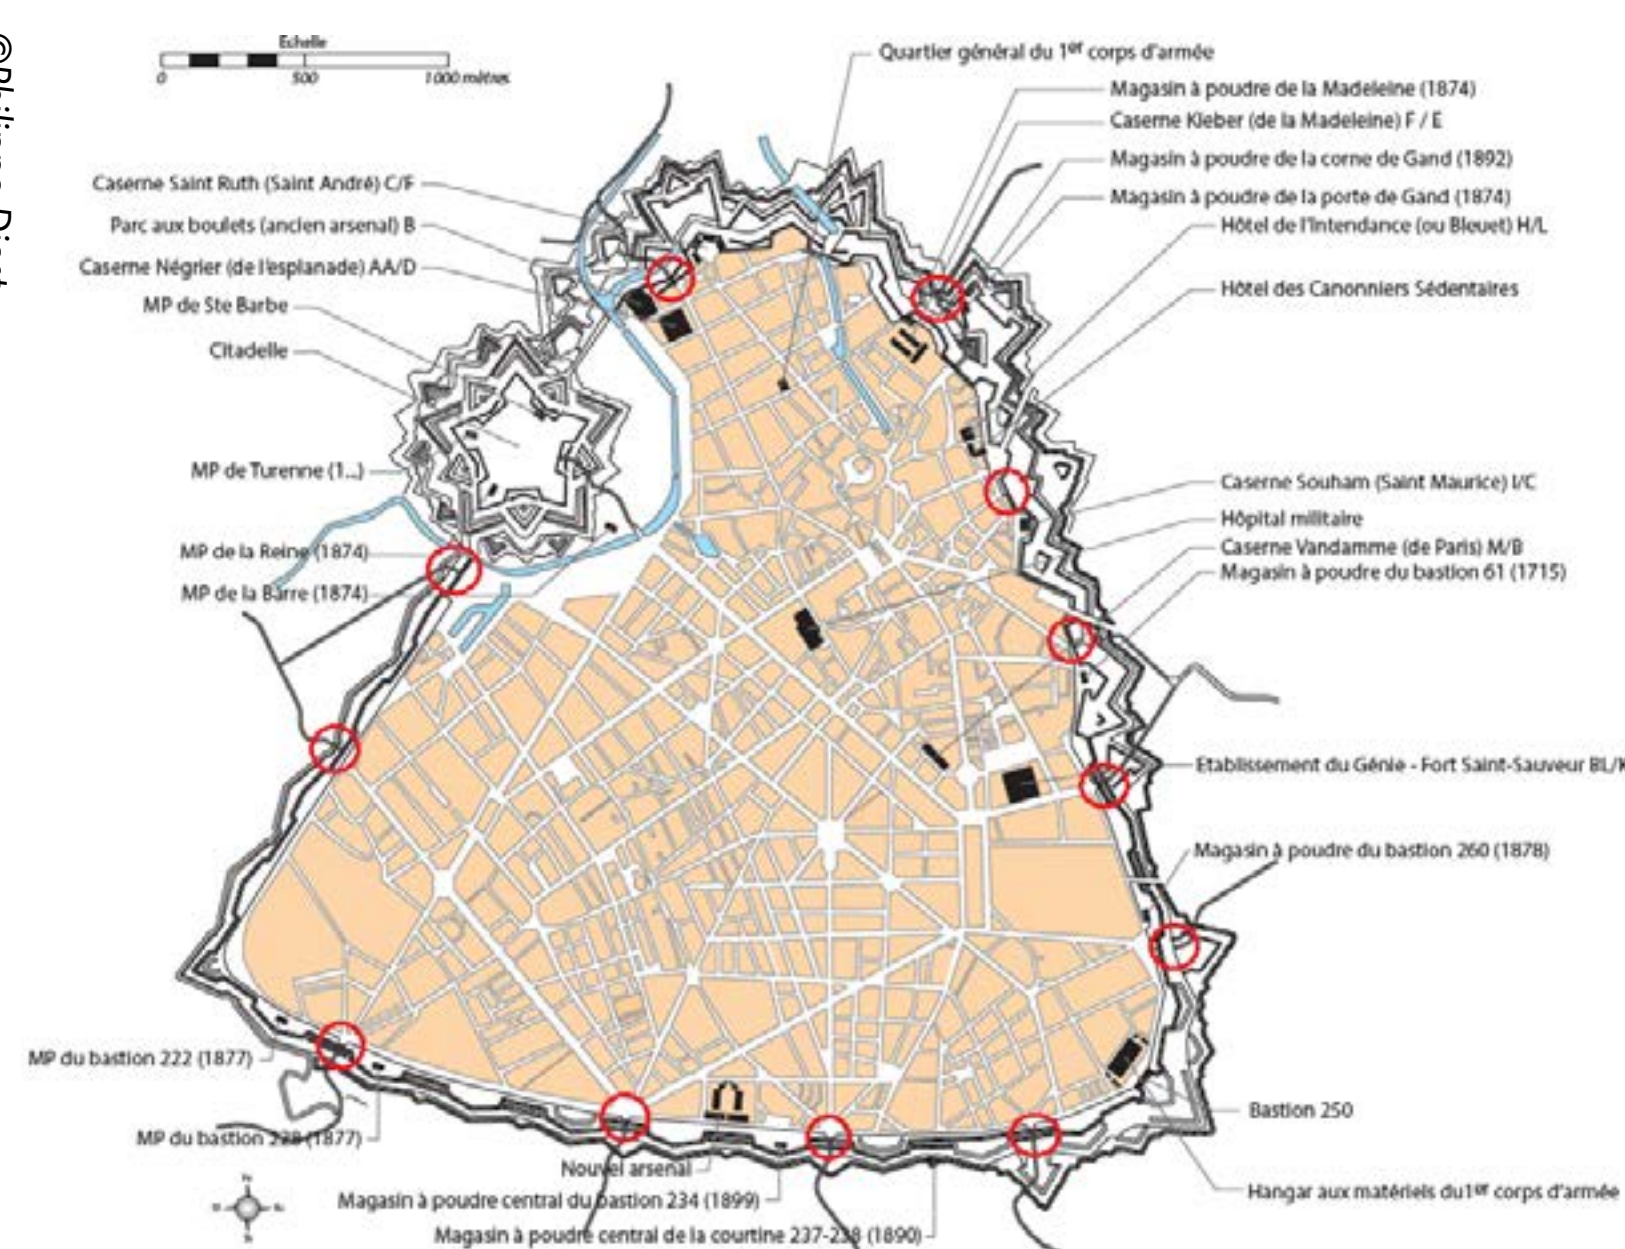 Echelle
0 500 1000 mètres
Quartier général du 1er corps d'armée
Magasin à poudre de la Madeleine (1874)
Caserne Kleber (de la Madeleine) F / E
Magasin à poudre de la corne de Gand (1892)
Magasin à poudre de la porte de Gand (1874)
Hôtel de l'Intendance (ou Bleuet) H/L
Hôtel des Canonniers Sédentaires
Caserne Saint Ruth (Saint André) C/F
Parc aux boulets (ancien arsenal) B
Caserne Négrier (de l'esplanade) AA/D
MP de Ste Barbe
Citadelle
MP de Turenne (1...)
MP de la Reine (1874)
MP de la Barre (1874)
Caserne Souham (Saint Maurice) I/C
Hôpital militaire
Caserne Vandamme (de Paris) M/B
Magasin à poudre du bastion 61 (1715)
Etablissement du Génie - Fort Saint-Sauveur BL/K
Magasin à poudre du bastion 260 (1878)
Bastion 250
Hangar aux matériels du1er corps d'armée
MP du bastion 222 (1877)
MP du bastion 228 (1877)
Nouvel arsenal
Magasin à poudre central du bastion 234 (1899)
Magasin à poudre central de la courtine 237-238 (1890)